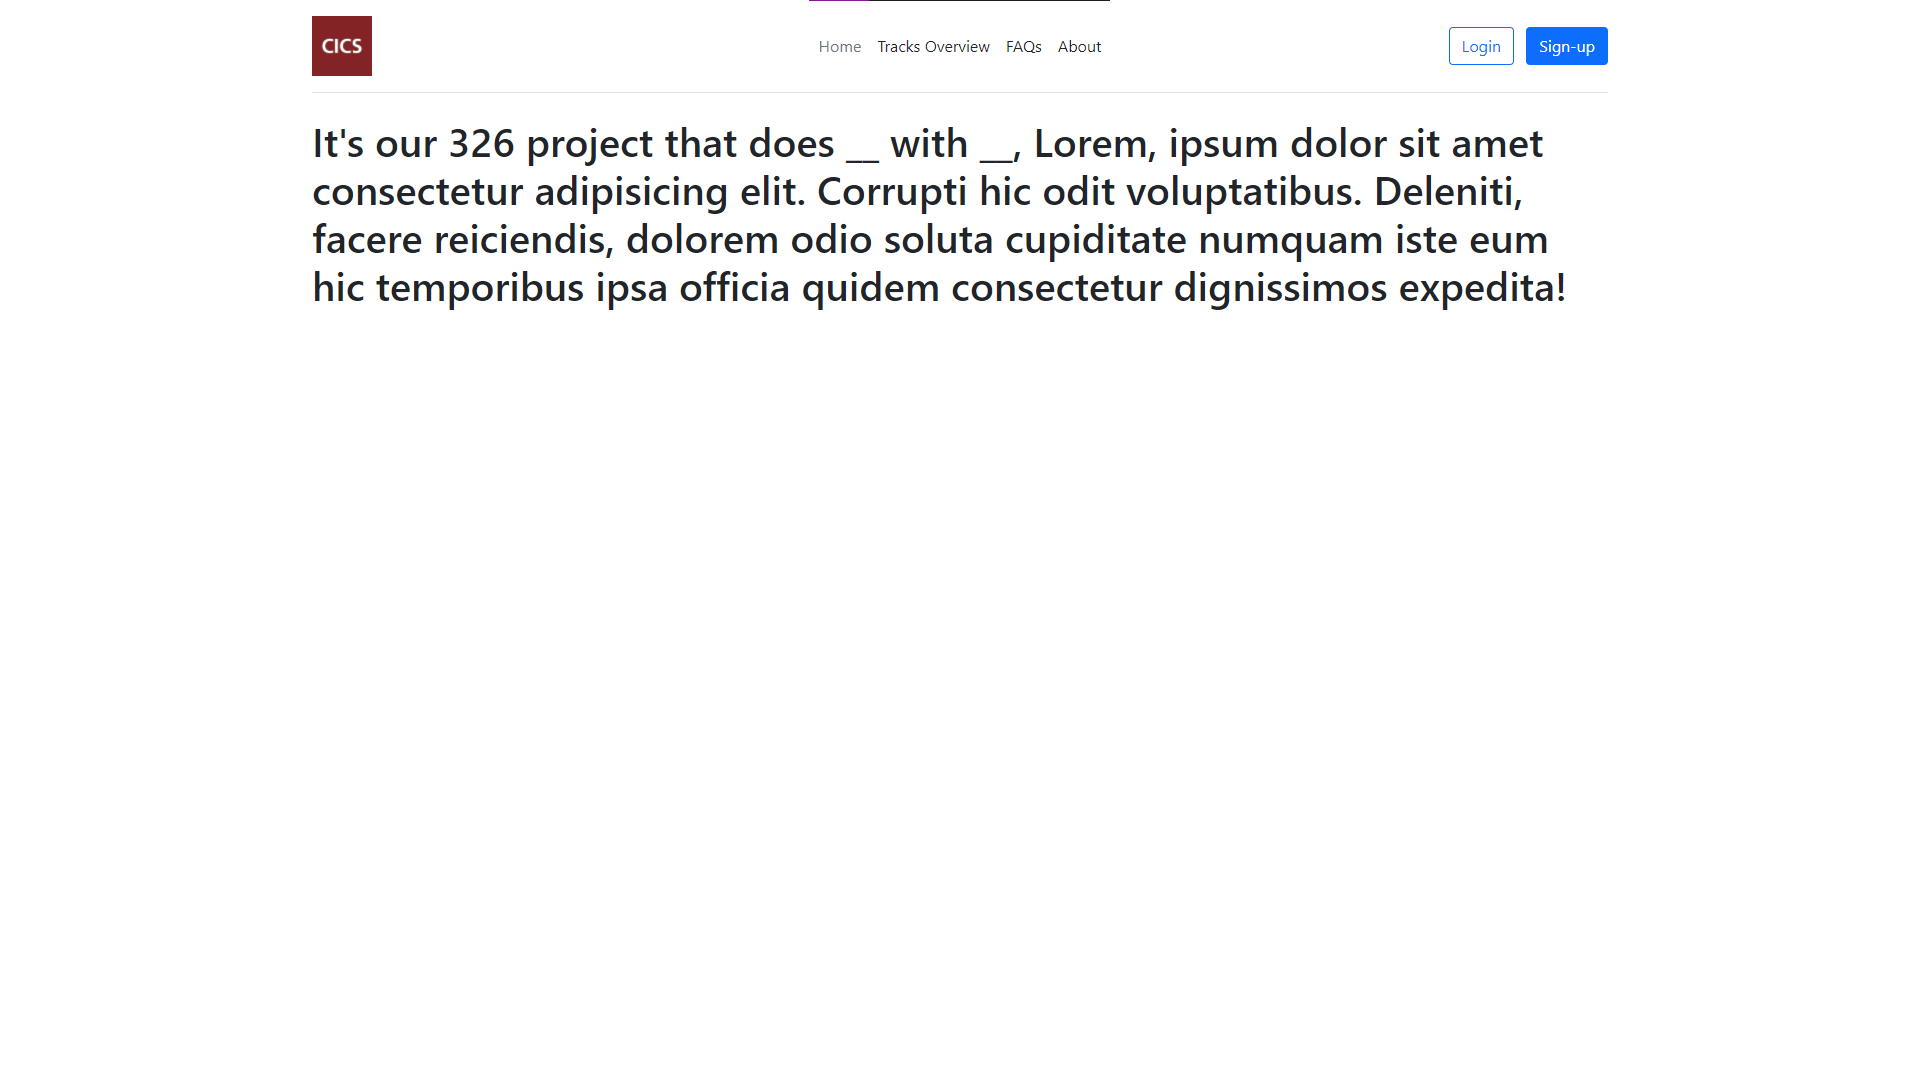 CICS
Home Tracks Overview FAQs About
Login Sign-up
It's our 326 project that does __ with __, Lorem, ipsum dolor sit amet
consectetur adipisicing elit. Corrupti hic odit voluptatibus. Deleniti,
facere reiciendis, dolorem odio soluta cupiditate numquam iste eum
hic temporibus ipsa officia quidem consectetur dignissimos expedita!